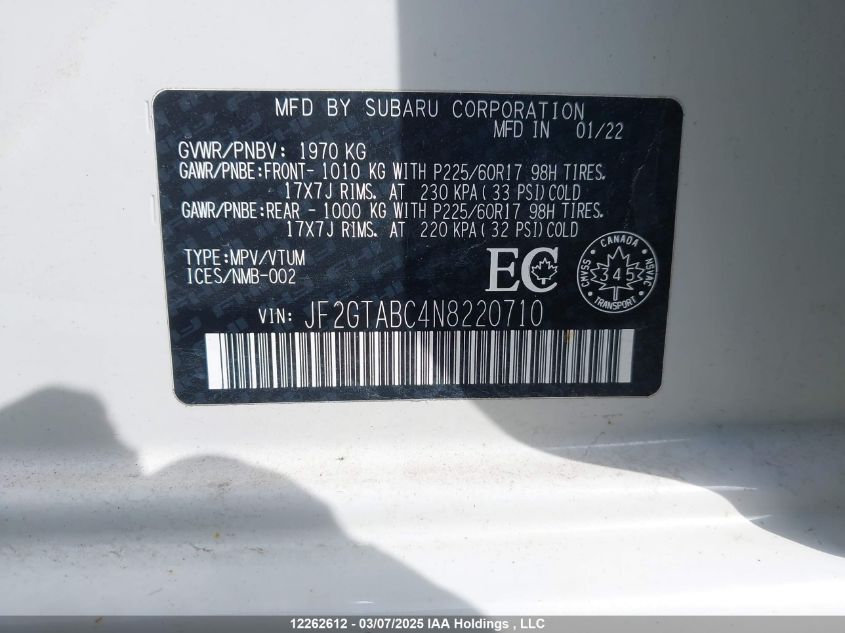 MFD BY SUBARU CORPORATION
MFD IN 01/22
GVWR/PNBV: 1970 KG
GAWR/PNBE:FRONT- 1010 KG WITH P225/60R17 98H TIRES.
17X7J RIMS. AT 230 KPA(33 PSI)COLD
GAWR/PNBE:REAR - 1000 KG WITH P225/60R17 98H TIRES.
17X7J RIMS. AT 220 KPA(32 PSI)COLD
TYPE:MPV/VTUM
ICES/NMB-002
EC
CANADA
CMVSS 345 NSVAC
TRANSPORT
VIN: JF2GTABC4N8220710
12262612 - 03/07/2025 IAA Holdings, LLC. Copyright